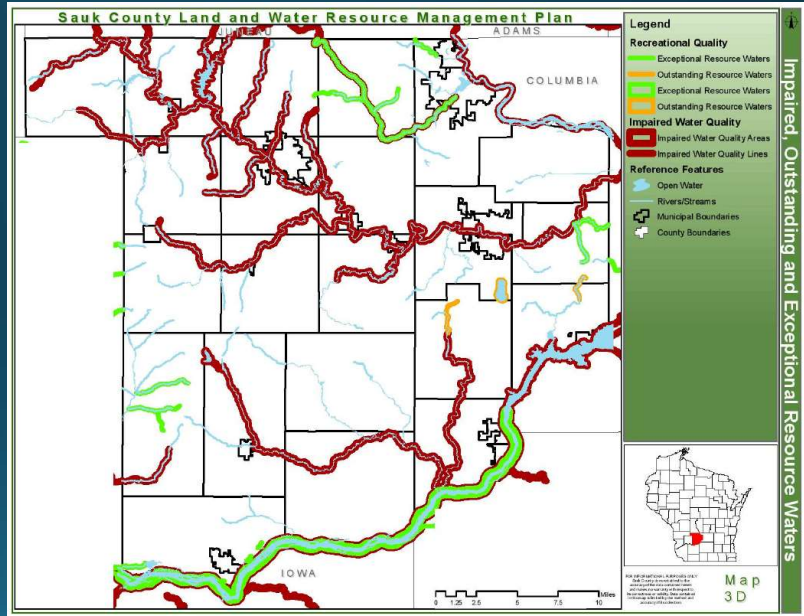 Sauk County Land and Water Resource Management Plan
JUNEAU
ADAMS
COLUMBIA
IOWA
0 1.25 2.5 5 7.5 10
Miles
Legend
Recreational Quality
Exceptional Resource Waters
Outstanding Resource Waters
Exceptional Resource Waters
Outstanding Resource Waters
Impaired Water Quality
Impaired Water Quality Areas
Impaired Water Quality Lines
Reference Features
Open Water
Rivers/Streams
Municipal Boundaries
County Boundaries
Impaired, Outstanding and Exceptional Resource Waters
Map
3D